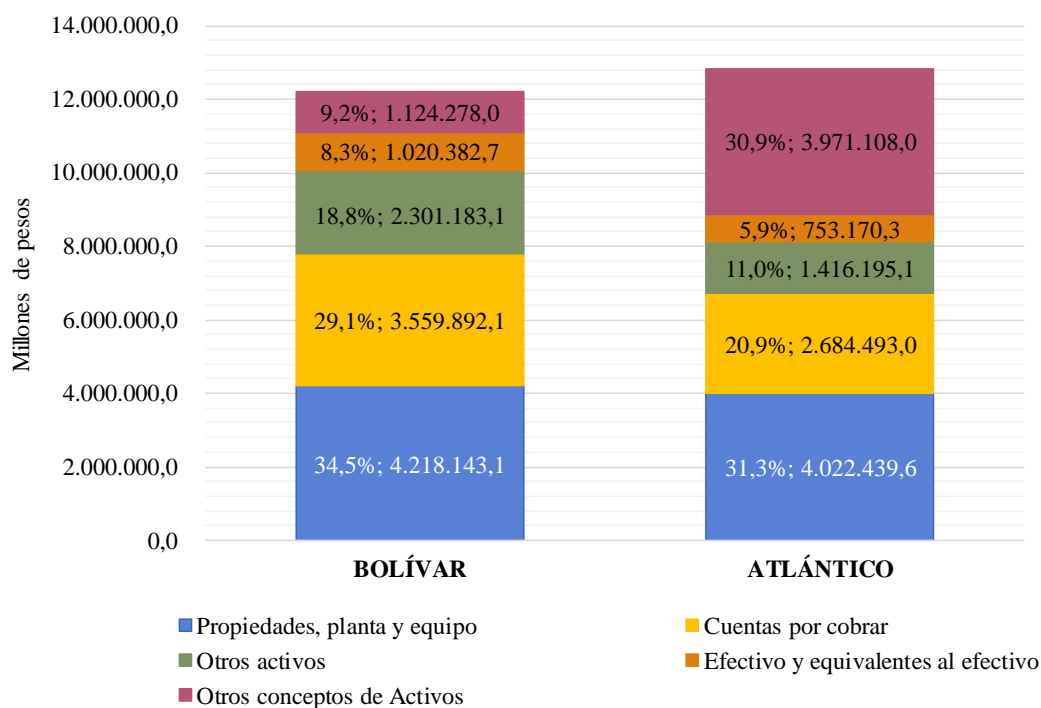 14.000.000,0
12.000.000,0
10.000.000,0
8.000.000,0
6.000.000,0
4.000.000,0
2.000.000,0
0,0
Millones de pesos
9,2%; 1.124.278,0
8,3%; 1.020.382,7
18,8%; 2.301.183,1
29,1%; 3.559.892,1
34,5%; 4.218.143,1
30,9%; 3.971.108,0
5,9%; 753.170,3
11,0%; 1.416.195,1
20,9%; 2.684.493,0
31,3%; 4.022.439,6
BOLÍVAR
ATLÁNTICO
Propiedades, planta y equipo
Cuentas por cobrar
Otros activos
Efectivo y equivalentes al efectivo
Otros conceptos de Activos